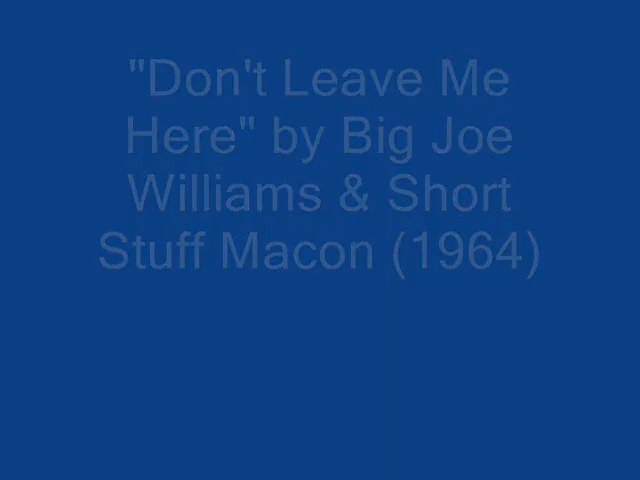 "Don't Leave Me
Here" by Big Joe
Williams & Short
Stuff Macon (1964)